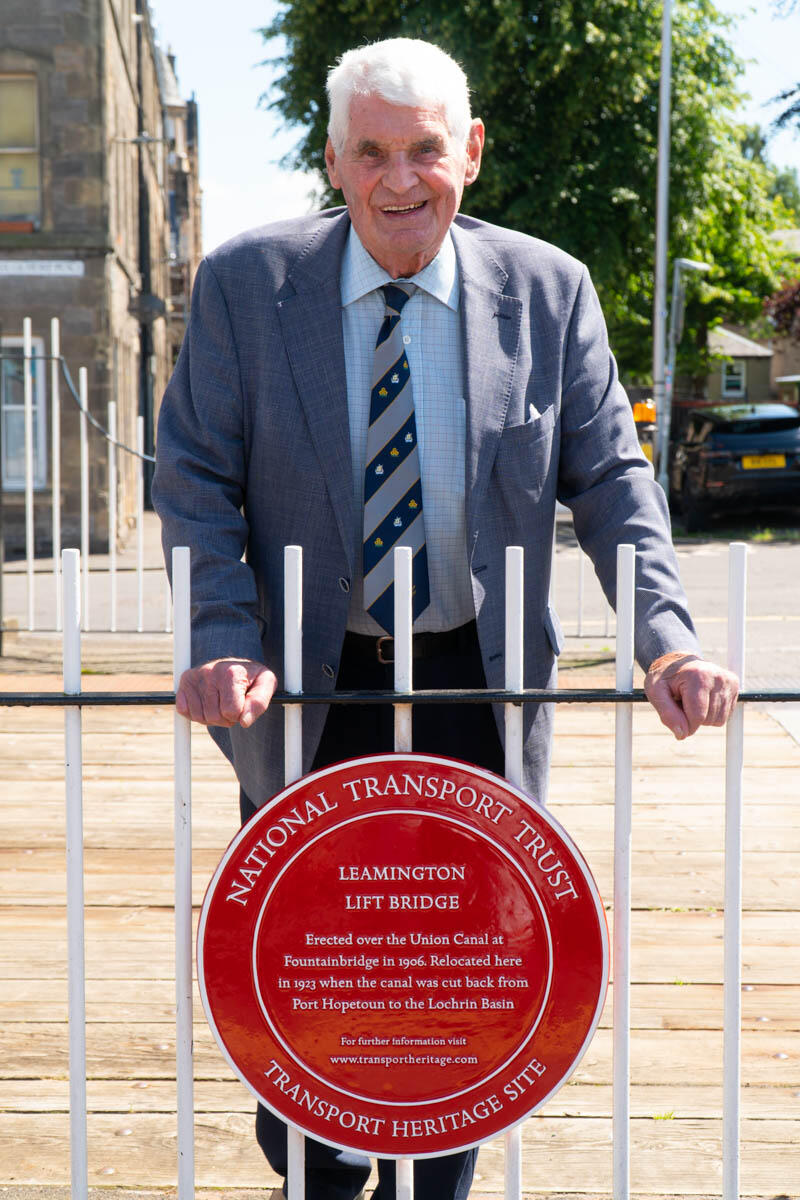 NATIONAL TRANSPORT TRUST
LEAMINGTON
LIFT BRIDGE
Erected over the Union Canal at
Fountainbridge in 1906. Relocated here
in 1923 when the canal was cut back from
Port Hopetoun to the Lochrin Basin
For further information visit
www.transportheritage.com
TRANSPORT HERITAGE SITE